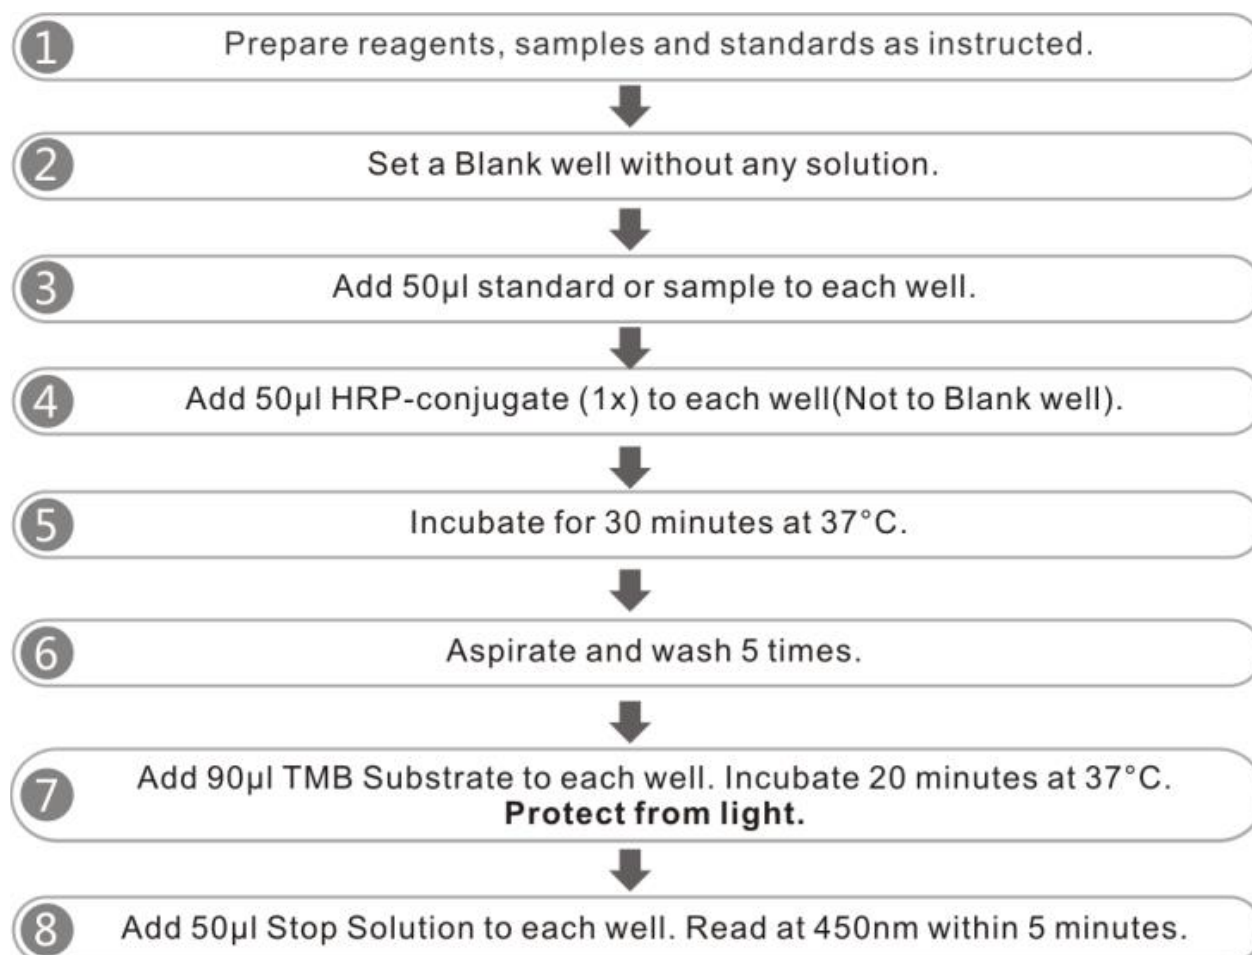 1 Prepare reagents, samples and standards as instructed.
2 Set a Blank well without any solution.
3 Add 50µl standard or sample to each well.
4 Add 50µl HRP-conjugate (1x) to each well(Not to Blank well).
5 Incubate for 30 minutes at 37°C.
6 Aspirate and wash 5 times.
7 Add 90µl TMB Substrate to each well. Incubate 20 minutes at 37°C.
Protect from light.
8 Add 50µl Stop Solution to each well. Read at 450nm within 5 minutes.